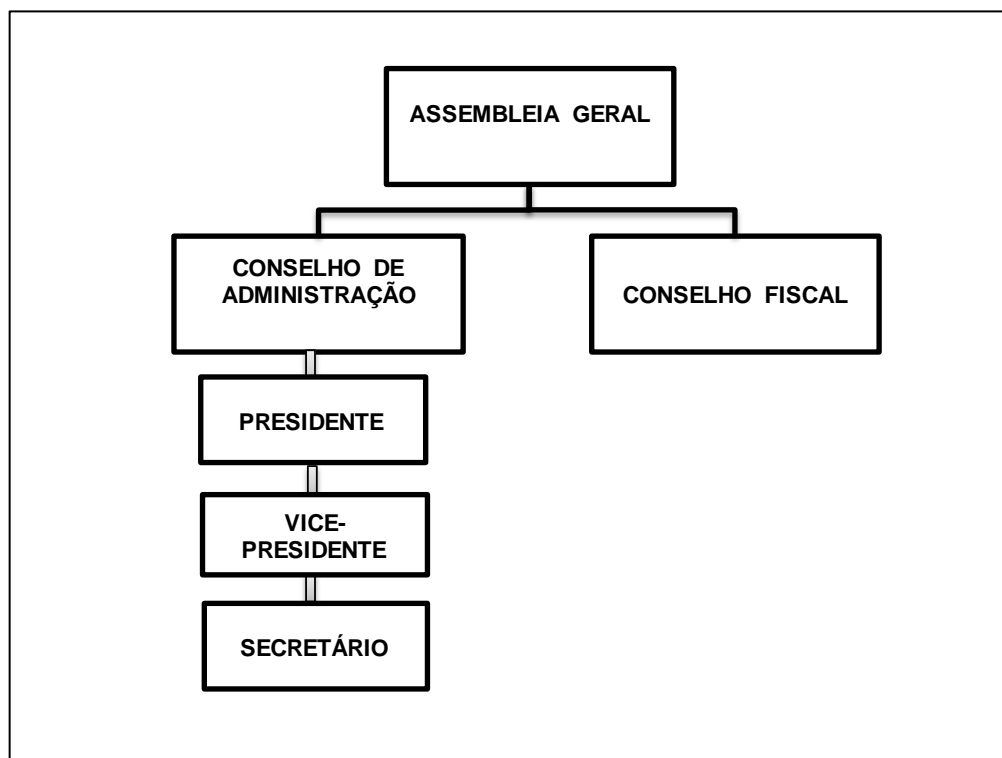 ASSEMBLEIA GERAL
CONSELHO DE
ADMINISTRAÇÃO
CONSELHO FISCAL
PRESIDENTE
VICE-
PRESIDENTE
SECRETÁRIO